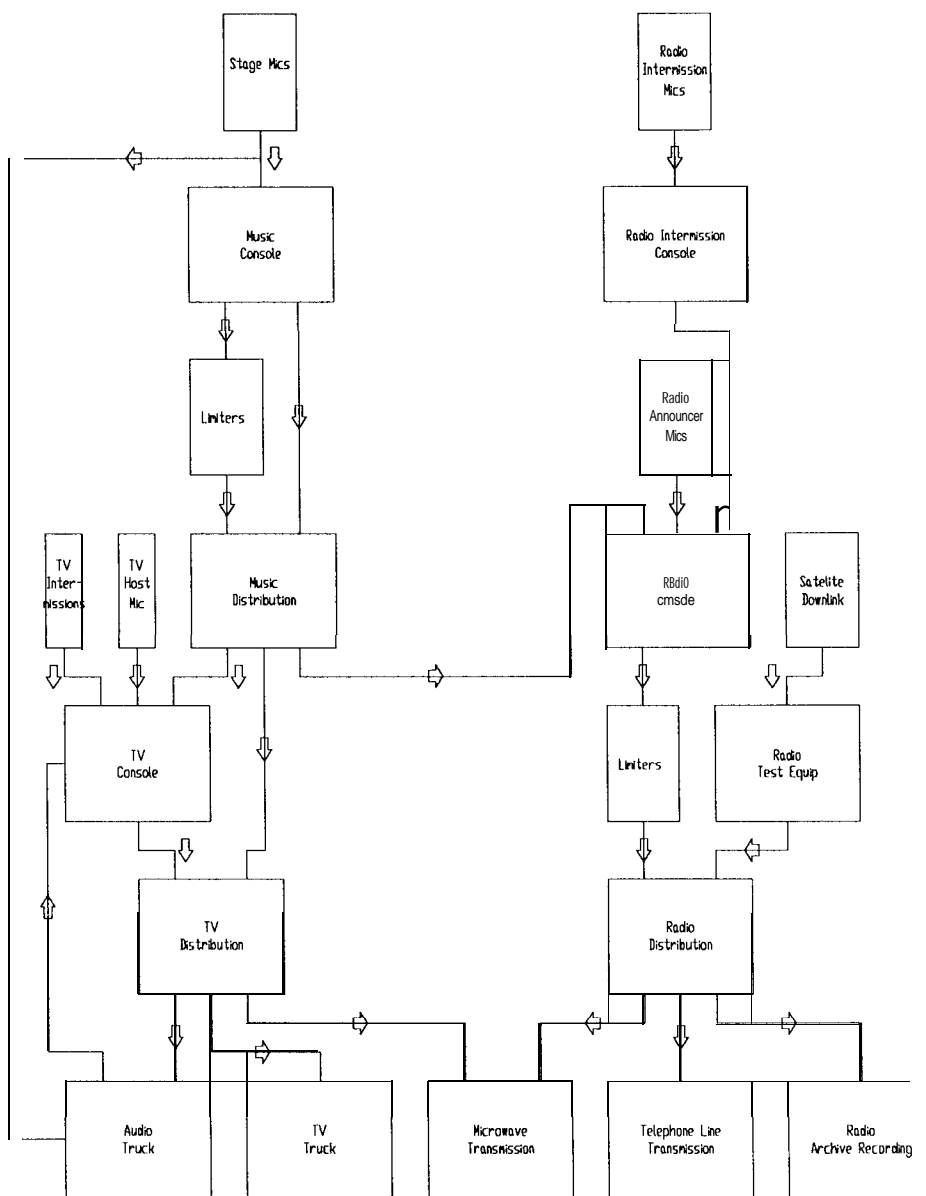 Stage Mics
Radio
Intermission
Mics
Music
Console
Radio Intermission
Console
Limiters
Radio
Announcer
Mics
TV
Inter-
missions
TV
Host
Mic
Music
Distribution
RBdi0
cmsde
Satelite
Downlink
TV
Console
Limiters
Radio
Test Equip
TV
Distribution
Radio
Distribution
Audio
Truck
TV
Truck
Microwave
Transmission
Telephone Line
Transmission
Radio
Archive Recording